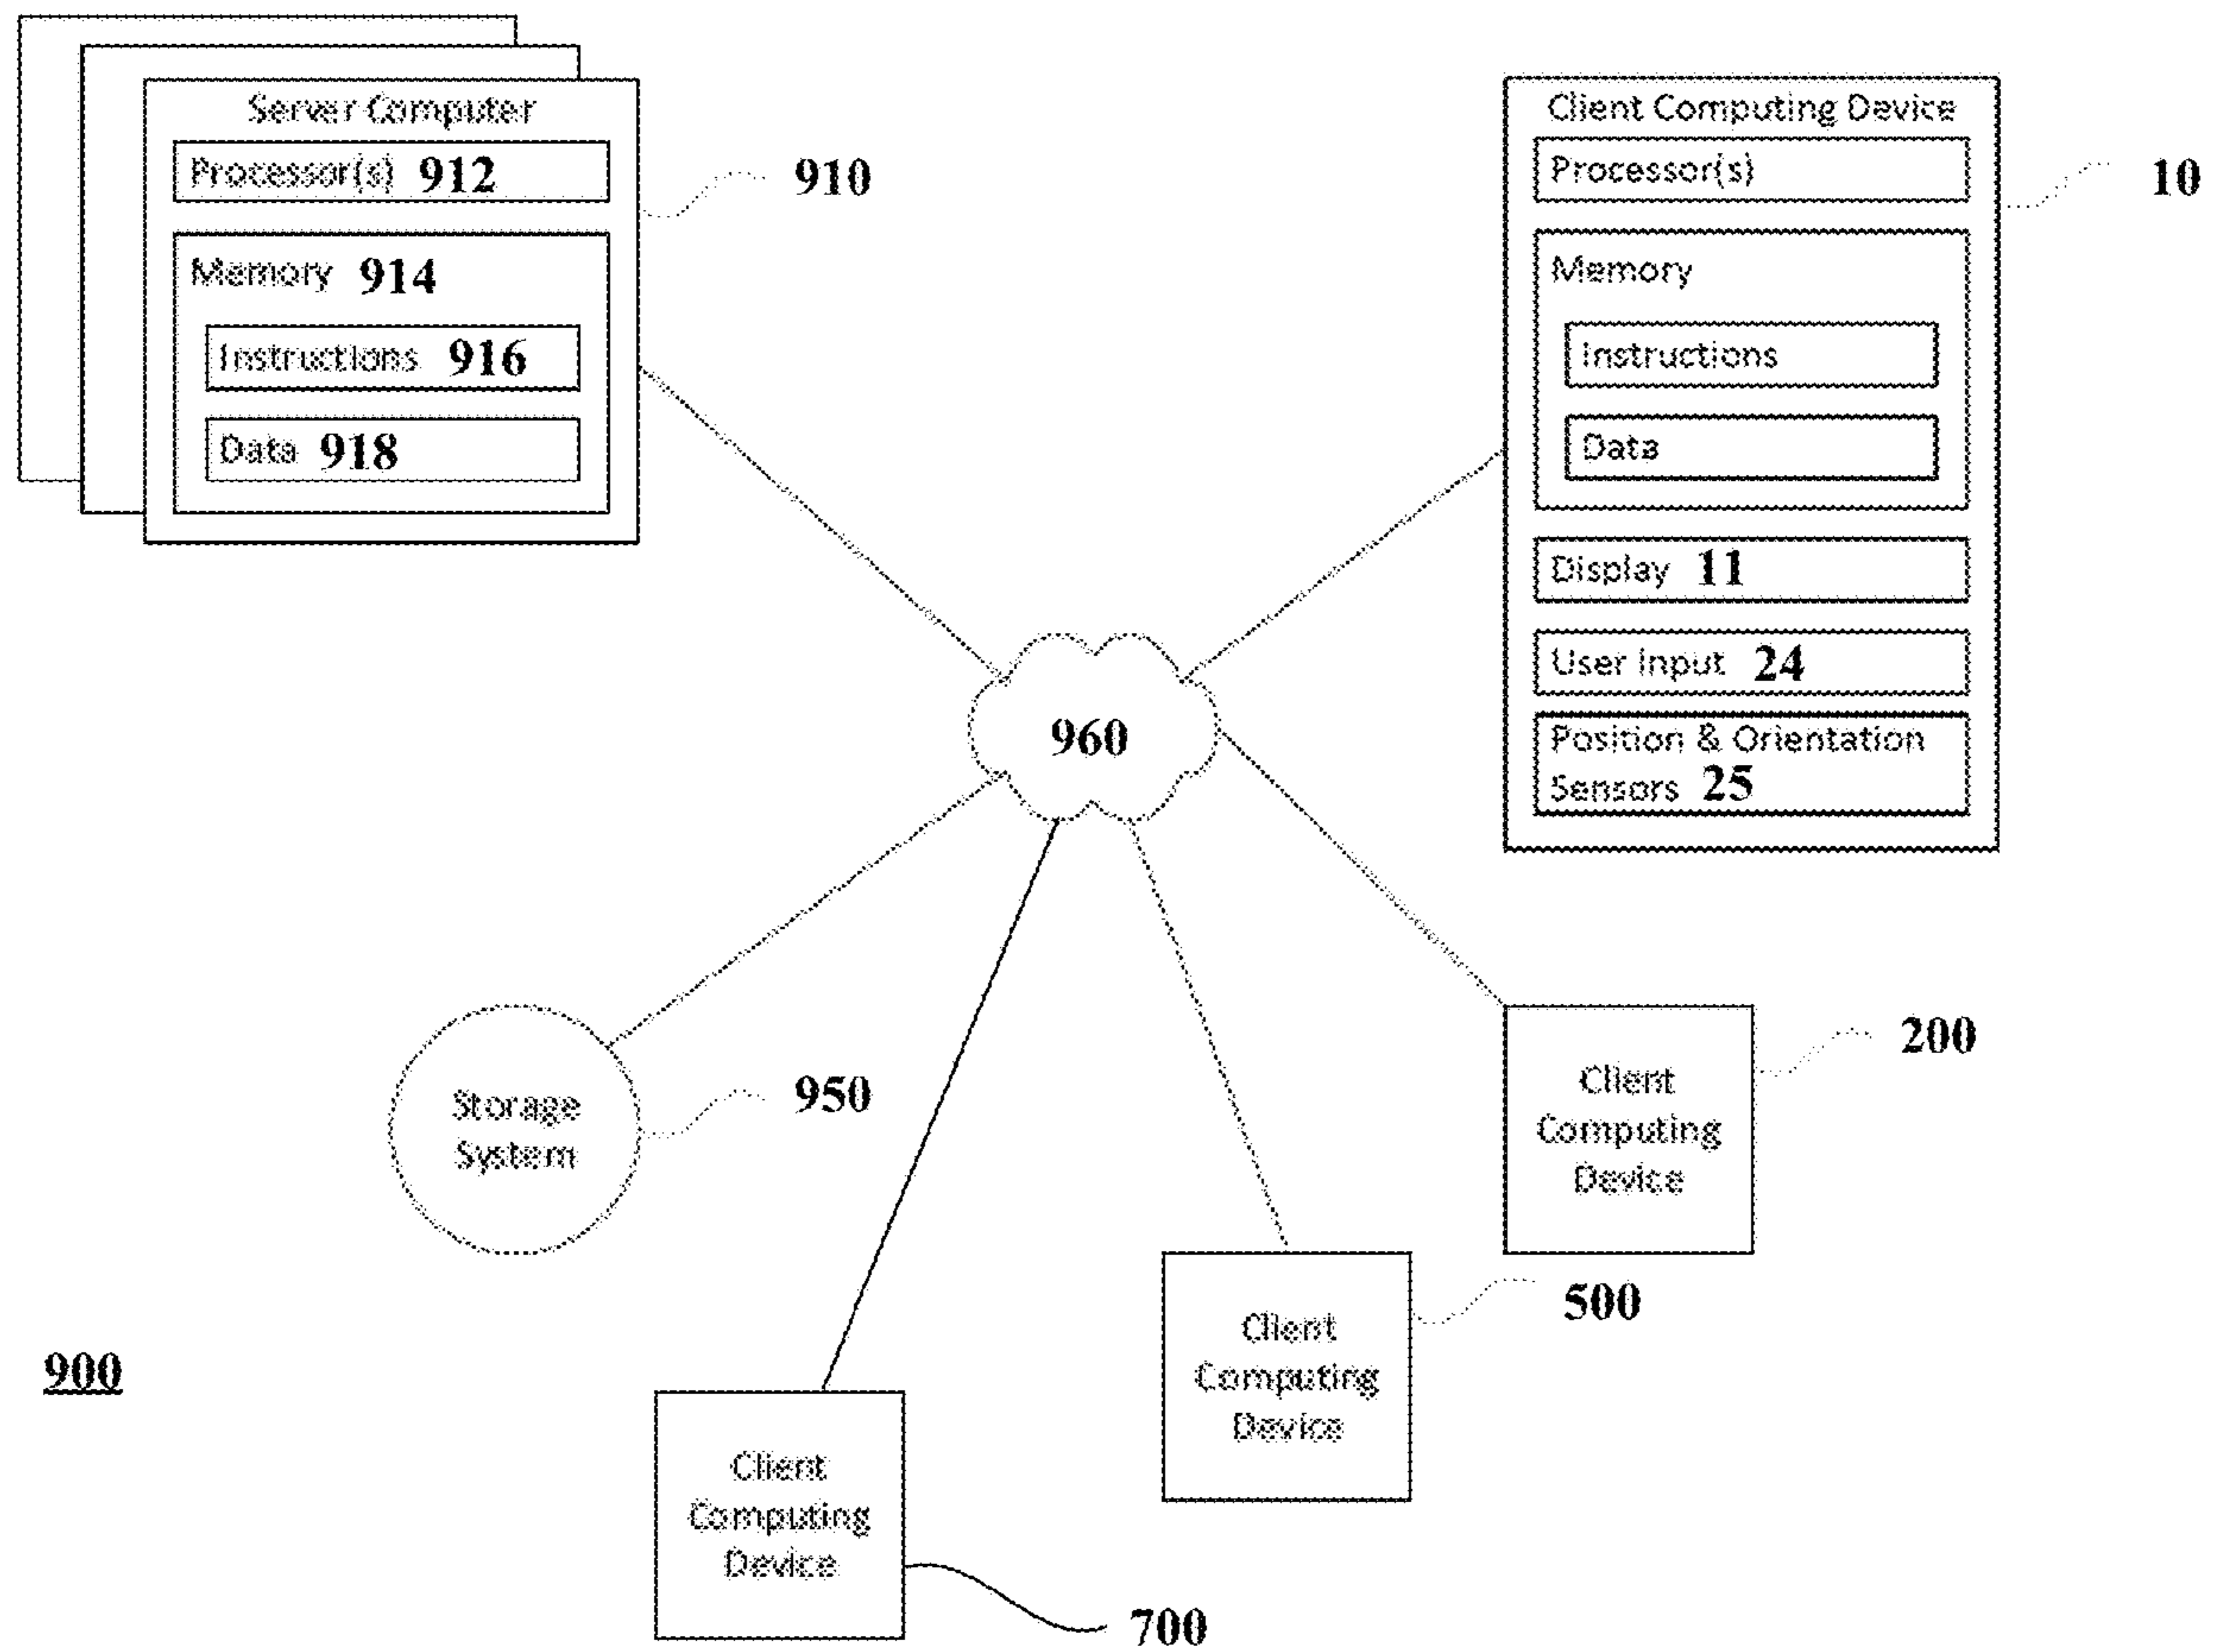 Server Computer
Processor(s) 912
910
Memory 914
Instructions 916
Data 918
Client Computing Device
Processor(s)
10
Memory
Instructions
Data
Display 11
User Input 24
Position & Orientation
Sensors 25
960
Storage
System
950
Client
Computing
Device
200
Client
Computing
Device
500
900
Client
Computing
Device
700